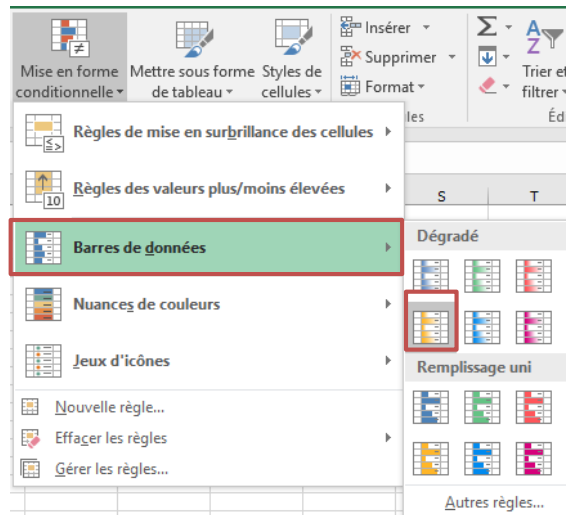 Insérer
Supprimer
Mise en forme conditionnelle
Mettre sous forme de tableau
Styles de cellules
Format
Trier et filtrer
les
Éd
Règles de mise en surbrillance des cellules
10
Règles des valeurs plus/moins élevées
S
T
Barres de données
Dégradé
Nuances de couleurs
Jeux d'icônes
Remplissage uni
Nouvelle règle...
Effacer les règles
Gérer les règles...
Autres règles...
A
Z